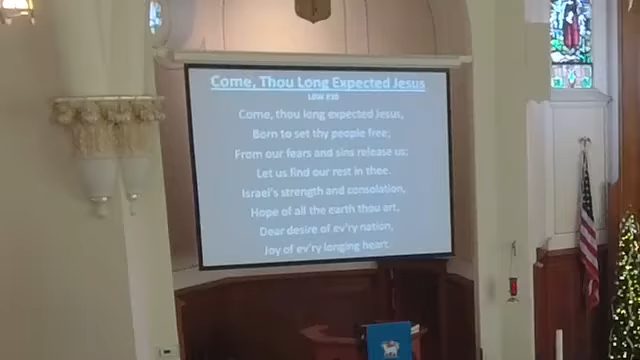 Come, Thou Long Expected Jesus
Come, thou long expected Jesus,
Born to set thy people free;
From our fears and sins release us;
Let us find our rest in thee.
Israel's strength and consolation,
Hope of all the earth thou art,
Dear desire of ev'ry nation,
Joy of ev'ry longing heart.